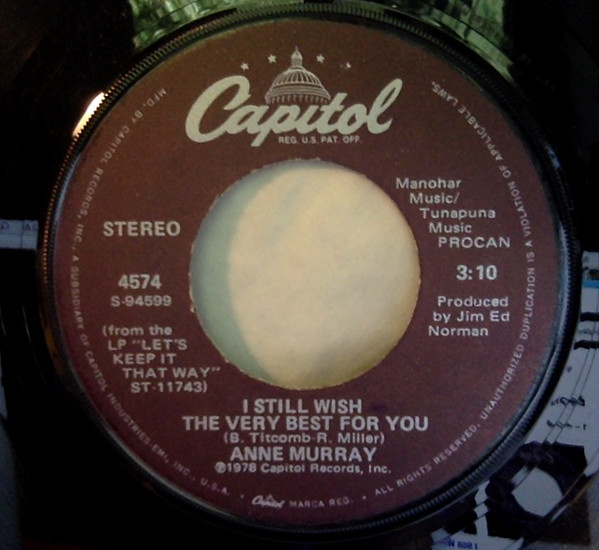 Capitol
REG. U.S. PAT. OFF.
MFD. BY CAPITOL RECORDS, INC., A SUBSIDIARY OF CAPITOL INDUSTRIES-EMI, INC., U.S.A. • Capitol MARCA REG. • ALL RIGHTS RESERVED. UNAUTHORIZED DUPLICATION IS A VIOLATION OF APPLICABLE LAWS.
STEREO
4574
S-94599
(from the
LP "LET'S
KEEP IT
THAT WAY"
ST-11743)
Manohar
Music/
Tunapuna
Music
PROCAN
3:10
Produced
by Jim Ed
Norman
I STILL WISH
THE VERY BEST FOR YOU
(B. Titcomb-R. Miller)
ANNE MURRAY
℗1978 Capitol Records, Inc.